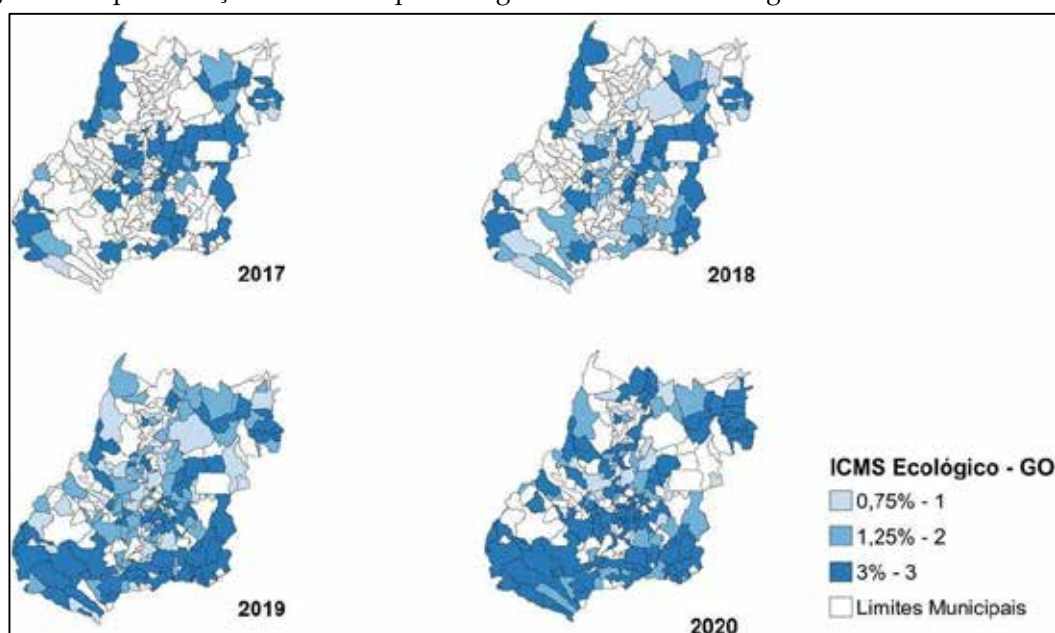 2017
2018
2019
2020
ICMS Ecológico - GO
0,75% - 1
1,25% - 2
3% - 3
Limites Municipais